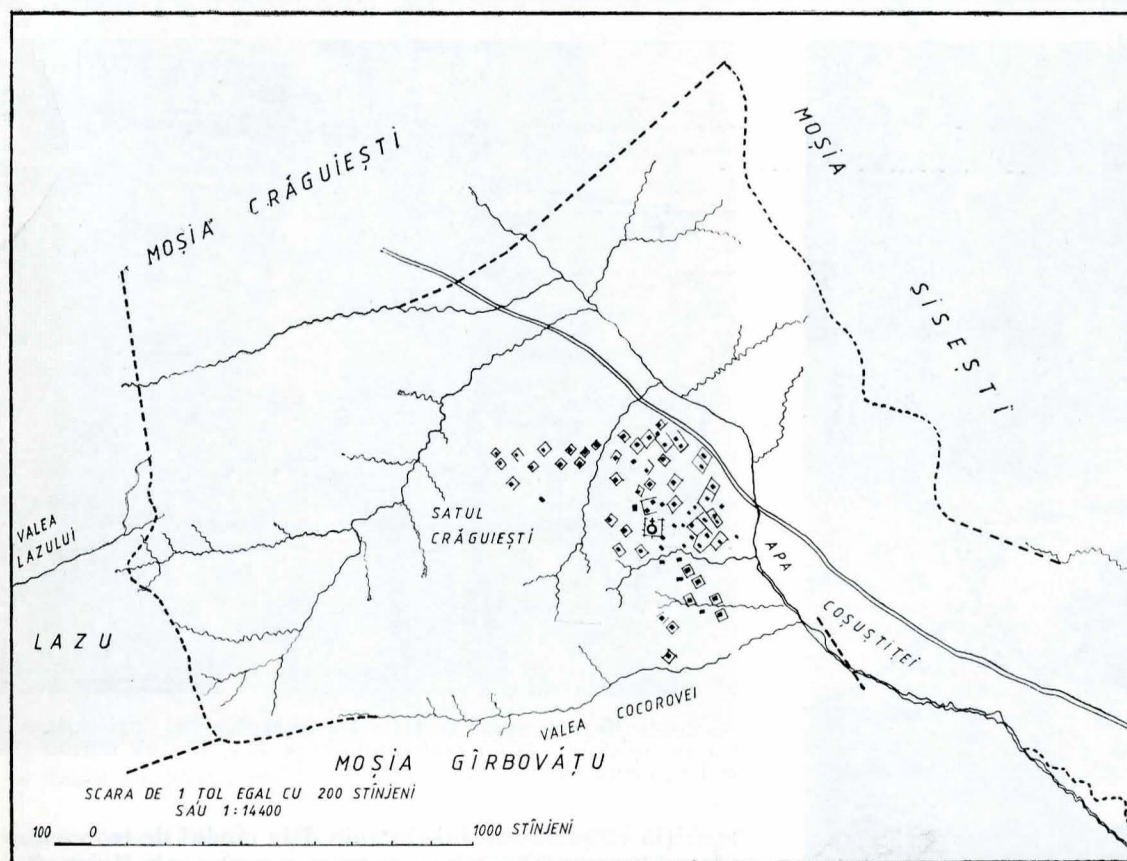 MOȘIA CRĂGUIEȘTI
MOȘIA
SISEȘTI
VALEA
LAZULUI
SATUL
CRĂGUIEȘTI
APA
COȘUȘTIȚEI
LAZU
VALEA COCOROVEI
MOȘIA GÎRBOVĂȚU
SCARA DE 1 ȚOL EGAL CU 200 STÎNJENI
SAU 1:14400
100 0 1000 STÎNJENI